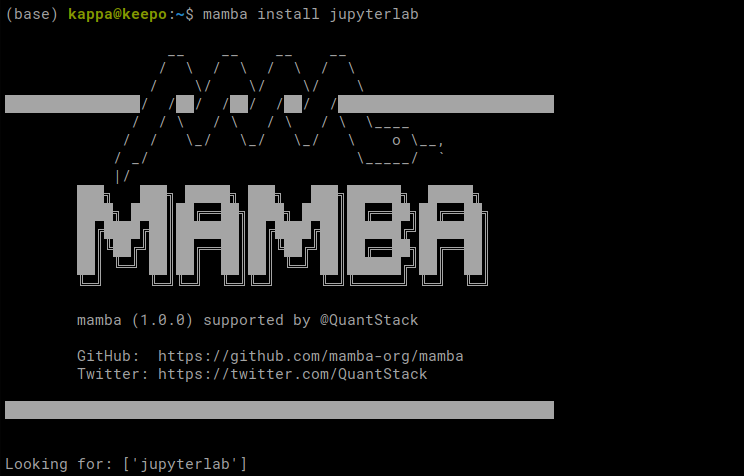 (base) kappa@keepo:~$ mamba install jupyterlab
MAMBA
mamba (1.0.0) supported by @QuantStack
GitHub:  https://github.com/mamba-org/mamba
Twitter: https://twitter.com/QuantStack
Looking for: ['jupyterlab']